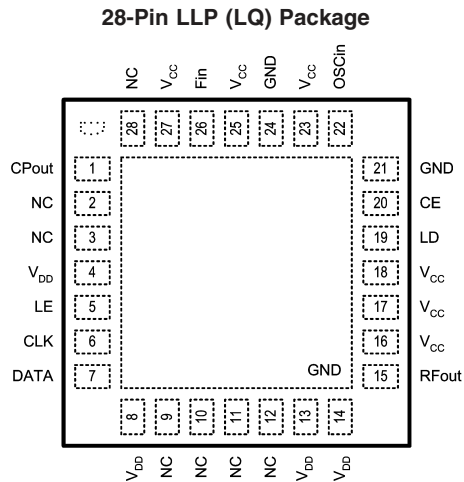 28-Pin LLP (LQ) Package
NC VCC Fin VCC GND VCC OSCin
28 27 26 25 24 23 22
CPout 1 21 GND
NC 2 20 CE
NC 3 19 LD
VDD 4 18 VCC
LE 5 17 VCC
CLK 6 16 VCC
DATA 7 GND 15 RFout
8 9 10 11 12 13 14
VDD NC NC NC NC VDD VDD